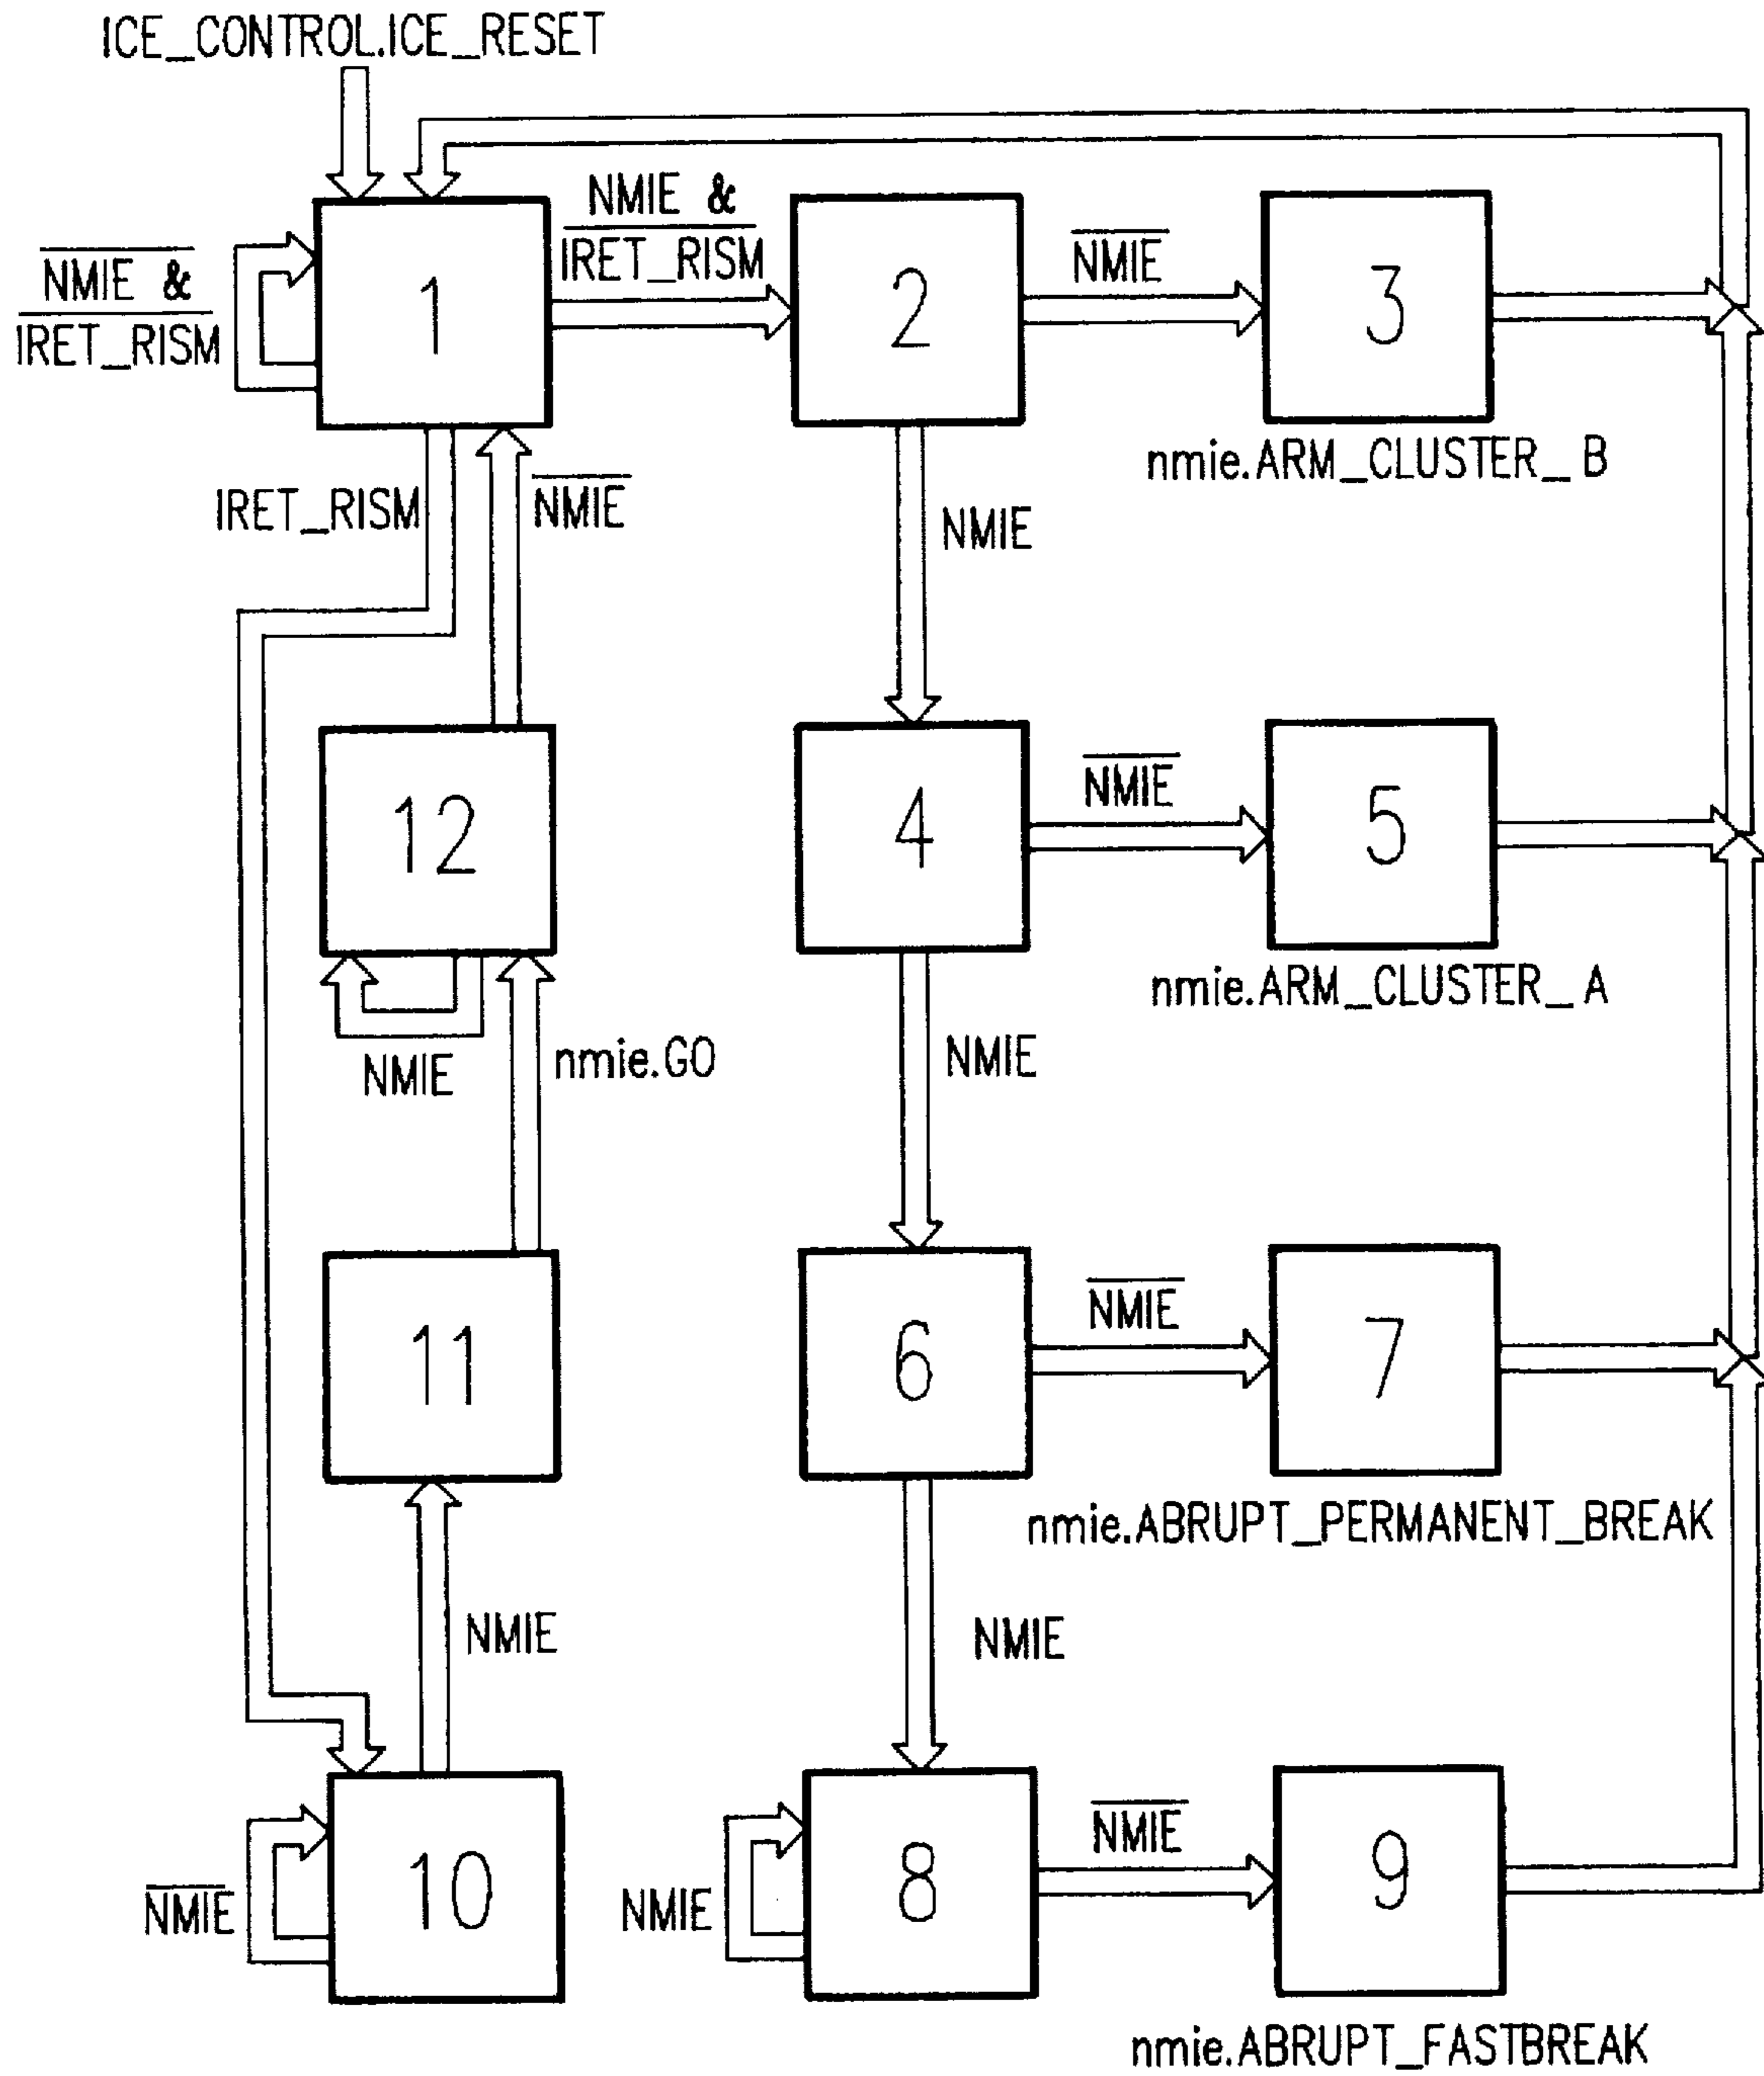 ICE_CONTROL.ICE_RESET
NMIE &
IRET_RISM
NMIE &
IRET_RISM
1
2
NMIE
3
nmie.ARM_CLUSTER_B
IRET_RISM
NMIE
NMIE
12
4
NMIE
5
nmie.ARM_CLUSTER_A
NMIE
nmie.GO
NMIE
11
6
NMIE
7
nmie.ABRUPT_PERMANENT_BREAK
NMIE
NMIE
10
NMIE
8
NMIE
NMIE
9
nmie.ABRUPT_FASTBREAK